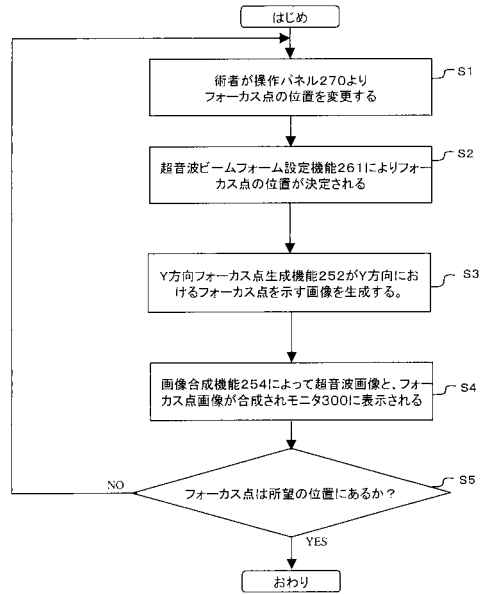 はじめ
術者が操作パネル270より
フォーカス点の位置を変更する
S1
超音波ビームフォーム設定機能261によりフォー
カス点の位置が決定される
S2
Y方向フォーカス点生成機能252がY方向にお
けるフォーカス点を示す画像を生成する。
S3
画像合成機能254によって超音波画像と、フォー
カス点画像が合成されモニタ300に表示される
S4
フォーカス点は所望の位置にあるか？
S5
NO
YES
おわり